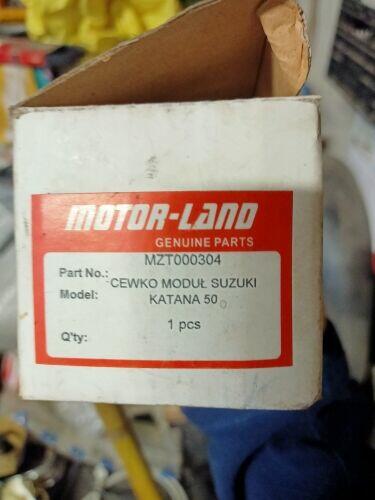 MOTOR-LAND
GENUINE PARTS
MZT000304
Part No.:
CEWKO MODUŁ SUZUKI
Model: KATANA 50
1 pcs
Q'ty: